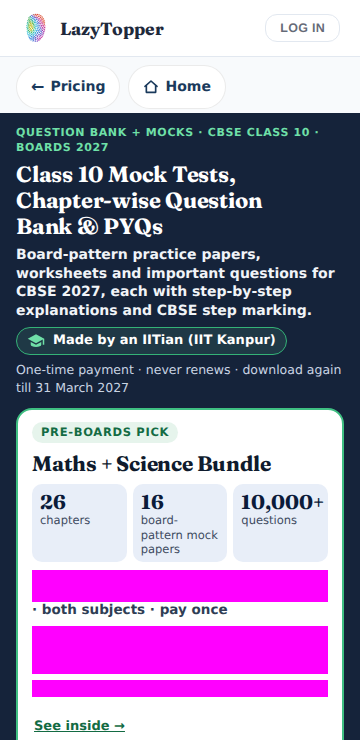 LazyTopper
LOG IN
← Pricing
Home
QUESTION BANK + MOCKS · CBSE CLASS 10 ·
BOARDS 2027
Class 10 Mock Tests,
Chapter-wise Question
Bank & PYQs
Board-pattern practice papers,
worksheets and important questions for
CBSE 2027, each with step-by-step
explanations and CBSE step marking.
Made by an IITian (IIT Kanpur)
One-time payment · never renews · download again
till 31 March 2027
PRE-BOARDS PICK
Maths + Science Bundle
26
chapters
16
board-
pattern mock
papers
10,000+
questions
· both subjects · pay once
See inside →